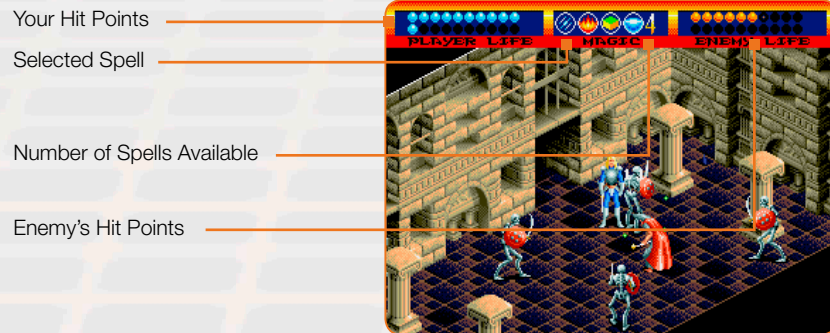 Your Hit Points
Selected Spell
Number of Spells Available
Enemy's Hit Points
4
PLAYER LIFE MAGIC ENEMY LIFE